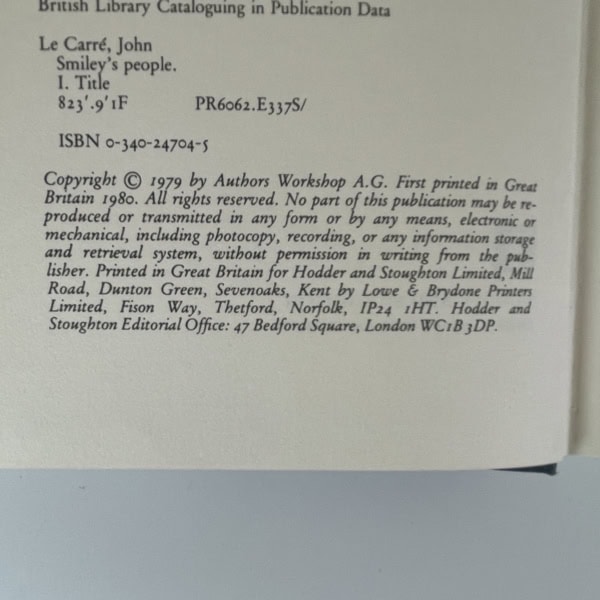 British Library Cataloguing in Publication Data
Le Carré, John
Smiley's people.
I. Title
823'.9'1F PR6062.E337S/
ISBN 0-340-24704-5
Copyright © 1979 by Authors Workshop A.G. First printed in Great
Britain 1980. All rights reserved. No part of this publication may be re-
produced or transmitted in any form or by any means, electronic or
mechanical, including photocopy, recording, or any information storage
and retrieval system, without permission in writing from the pub-
lisher. Printed in Great Britain for Hodder and Stoughton Limited, Mill
Road, Dunton Green, Sevenoaks, Kent by Lowe & Brydone Printers
Limited, Fison Way, Thetford, Norfolk, IP24 1HT. Hodder and
Stoughton Editorial Office: 47 Bedford Square, London WC1B 3DP.